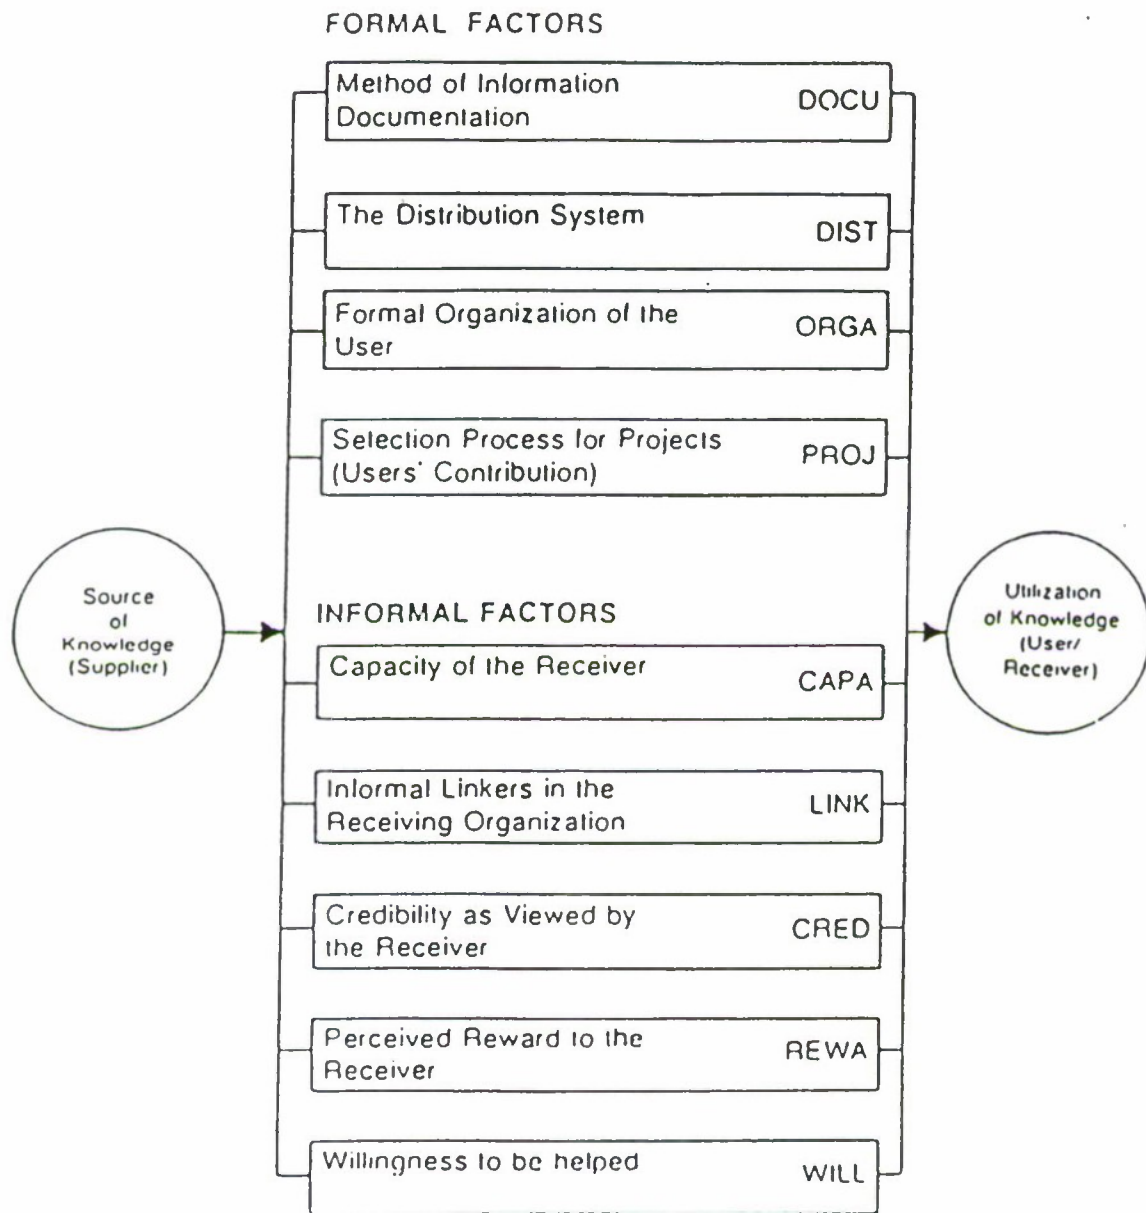 FORMAL FACTORS
Method of Information
Documentation
DOCU
The Distribution System
DIST
Formal Organization of the
User
ORGA
Selection Process for Projects
(Users' Contribution)
PROJ
Source
of
Knowledge
(Supplier)
Utilization
of Knowledge
(User/
Receiver)
INFORMAL FACTORS
Capacity of the Receiver
CAPA
Informal Linkers in the
Receiving Organization
LINK
Credibility as Viewed by
the Receiver
CRED
Perceived Reward to the
Receiver
REWA
Willingness to be helped
WILL